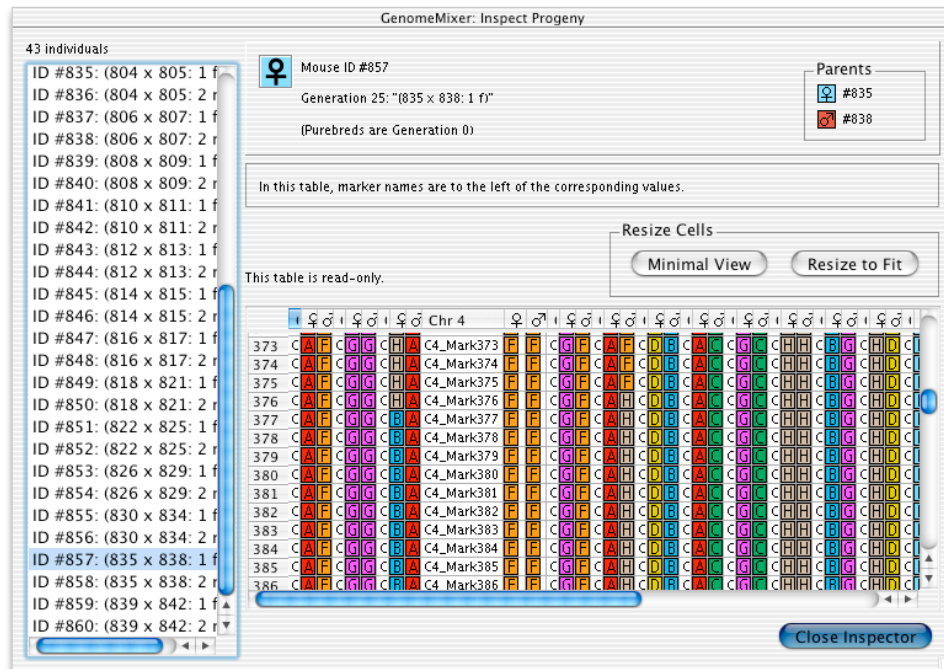 GenomeMixer: Inspect Progeny
43 individuals
ID #835: (804 x 805: 1 f
ID #836: (804 x 805: 2 r
ID #837: (806 x 807: 1 f
ID #838: (806 x 807: 2 r
ID #839: (808 x 809: 1 f
ID #840: (808 x 809: 2 r
ID #841: (810 x 811: 1 f
ID #842: (810 x 811: 2 r
ID #843: (812 x 813: 1 f
ID #844: (812 x 813: 2 r
ID #845: (814 x 815: 1 f
ID #846: (814 x 815: 2 r
ID #847: (816 x 817: 1 f
ID #848: (816 x 817: 2 r
ID #849: (818 x 821: 1 f
ID #850: (818 x 821: 2 r
ID #851: (822 x 825: 1 f
ID #852: (822 x 825: 2 r
ID #853: (826 x 829: 1 f
ID #854: (826 x 829: 2 r
ID #855: (830 x 834: 1 f
ID #856: (830 x 834: 2 r
ID #857: (835 x 838: 1 f
ID #858: (835 x 838: 2 r
ID #859: (839 x 842: 1 f
ID #860: (839 x 842: 2 r
♀ Mouse ID #857
Generation 25: "(835 x 838: 1 f)"
(Purebreds are Generation 0)
Parents
♀ #835
♂ #838
In this table, marker names are to the left of the corresponding values.
Resize Cells
Minimal View Resize to Fit
This table is read-only.
♀ ♂ ♀ ♂ ♀ ♂ Chr 4 ♀ ♂ ♀ ♂ ♀ ♂ ♀ ♂ ♀ ♂ ♀ ♂ ♀ ♂ ♀ ♂ ♀ ♂
373 C A F C G G C H A C4_Mark373 F F C G F C A F C D B C A C C G C C H H C B G C H D C
374 C A F C G G C H A C4_Mark374 F F C G F C A F C D B C A C C G C C H H C B G C H D C
375 C A F C G G C H A C4_Mark375 F F C G F C A F C D B C A C C G C C H H C B G C H D C
376 C A F C G G C H A C4_Mark376 F F C G F C A H C D B C A C C G C C H H C B G C H D C
377 C A F C G G C B A C4_Mark377 F F C G F C A H C D B C A C C G C C H H C B G C H D C
378 C A F C G G C B A C4_Mark378 F F C G F C A H C D B C A C C G C C H H C B G C H D C
379 C A F C G G C B A C4_Mark379 F F C G F C A H C D B C A C C G C C H H C B G C H D C
380 C A F C G G C B A C4_Mark380 F F C G F C A H C D B C A C C G C C H H C B G C H D C
381 C A F C G G C B A C4_Mark381 F F C G F C A H C D B C A C C G C C H H C B G C H D C
382 C A F C G G C B A C4_Mark382 F F C G F C A H C D B C A C C G C C H H C B G C H D C
383 C A F C G G C B A C4_Mark383 F F C G F C A H C D B C A C C G C C H H C B G C H D C
384 C A F C G G C B A C4_Mark384 F F C G F C A H C D B C A C C G C C H H C B G C H D C
385 C A F C G G C B A C4_Mark385 F F C G F C A H C D B C A C C G C C H H C B G C H D C
386 C A F C G G C B A C4_Mark386 F F C G F C A H C D B C A C C G C C H H C B G C H D C
Close Inspector